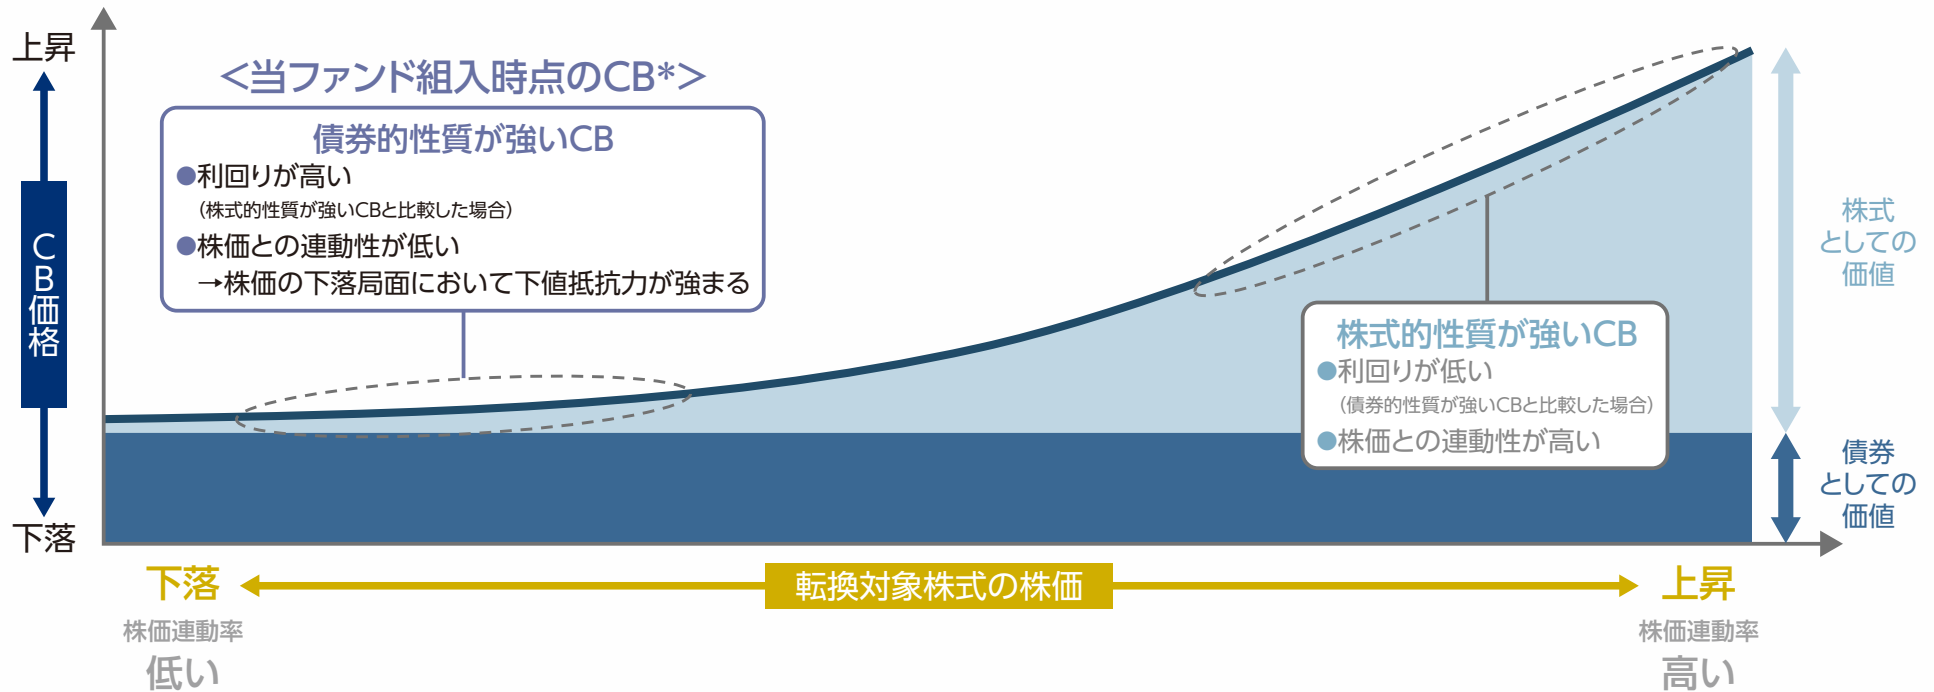 上昇
CB価格
下落
<当ファンド組入時点のCB*>
債券的性質が強いCB
●利回りが高い
(株式的性質が強いCBと比較した場合)
●株価との連動性が低い
→株価の下落局面において下値抵抗力が強まる
株式的性質が強いCB
●利回りが低い
(債券的性質が強いCBと比較した場合)
●株価との連動性が高い
株式
としての
価値
債券
としての
価値
下落
転換対象株式の株価
上昇
株価連動率
低い
株価連動率
高い